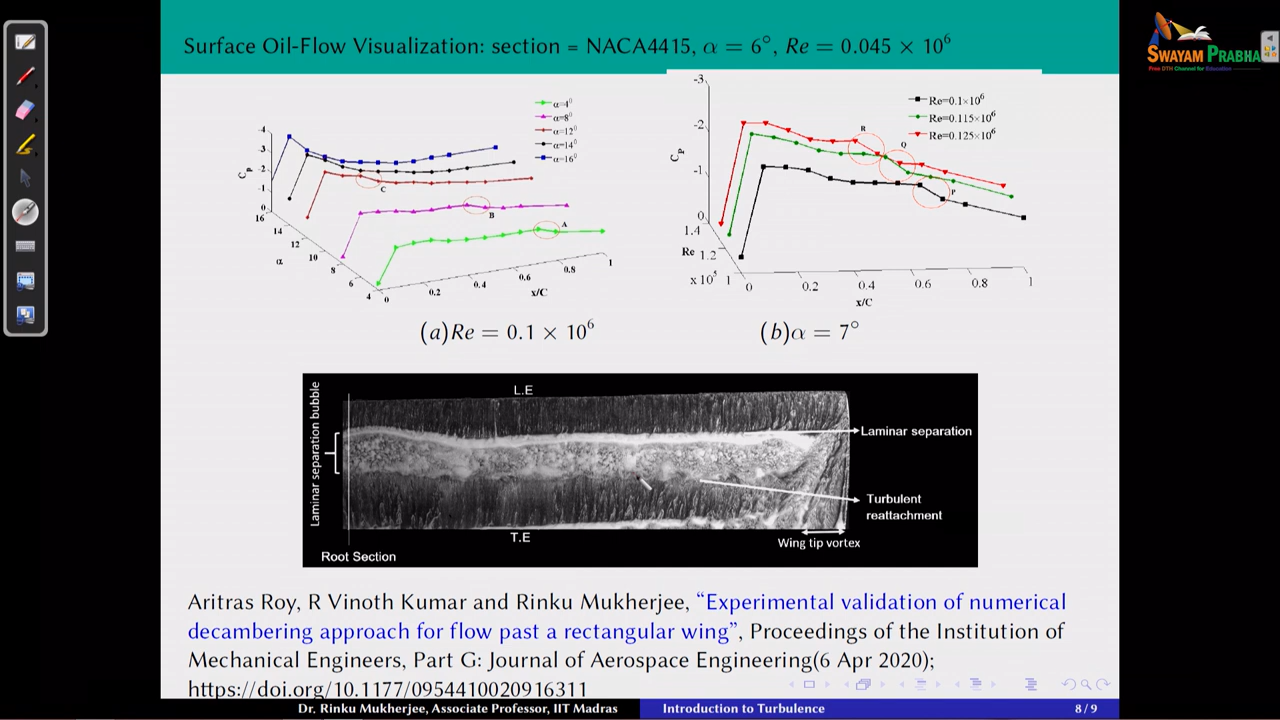 Surface Oil-Flow Visualization: section = NACA4415, α = 6°, Re = 0.045 × 10⁶
SWAYAM PRABHA
Free DTH Channel for Education
α=4⁰
α=8⁰
α=12⁰
α=14⁰
α=16⁰
-4
-3
-2
-1
0
Cp
16
14
12
10
8
6
4
α
0
0.2
0.4
0.6
0.8
1
x/C
A
B
C
(a)Re = 0.1 × 10⁶
-3
-2
-1
0
Cp
Re=0.1×10⁶
Re=0.115×10⁶
Re=0.125×10⁶
R
Q
P
1.4
Re 1.2
x 10⁵ 1
0
0.2
0.4
0.6
0.8
1
x/C
(b)α = 7°
Laminar separation bubble
L.E
Laminar separation
Turbulent
reattachment
T.E
Wing tip vortex
Root Section
Aritras Roy, R Vinoth Kumar and Rinku Mukherjee, “Experimental validation of numerical
decambering approach for flow past a rectangular wing”, Proceedings of the Institution of
Mechanical Engineers, Part G: Journal of Aerospace Engineering(6 Apr 2020);
https://doi.org/10.1177/0954410020916311
Dr. Rinku Mukherjee, Associate Professor, IIT Madras
Introduction to Turbulence
8 / 9